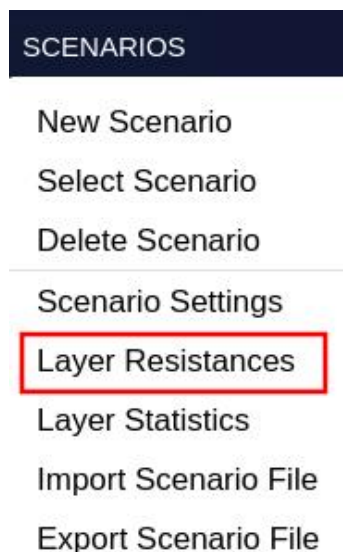 SCENARIOS
New Scenario
Select Scenario
Delete Scenario
Scenario Settings
Layer Resistances
Layer Statistics
Import Scenario File
Export Scenario File